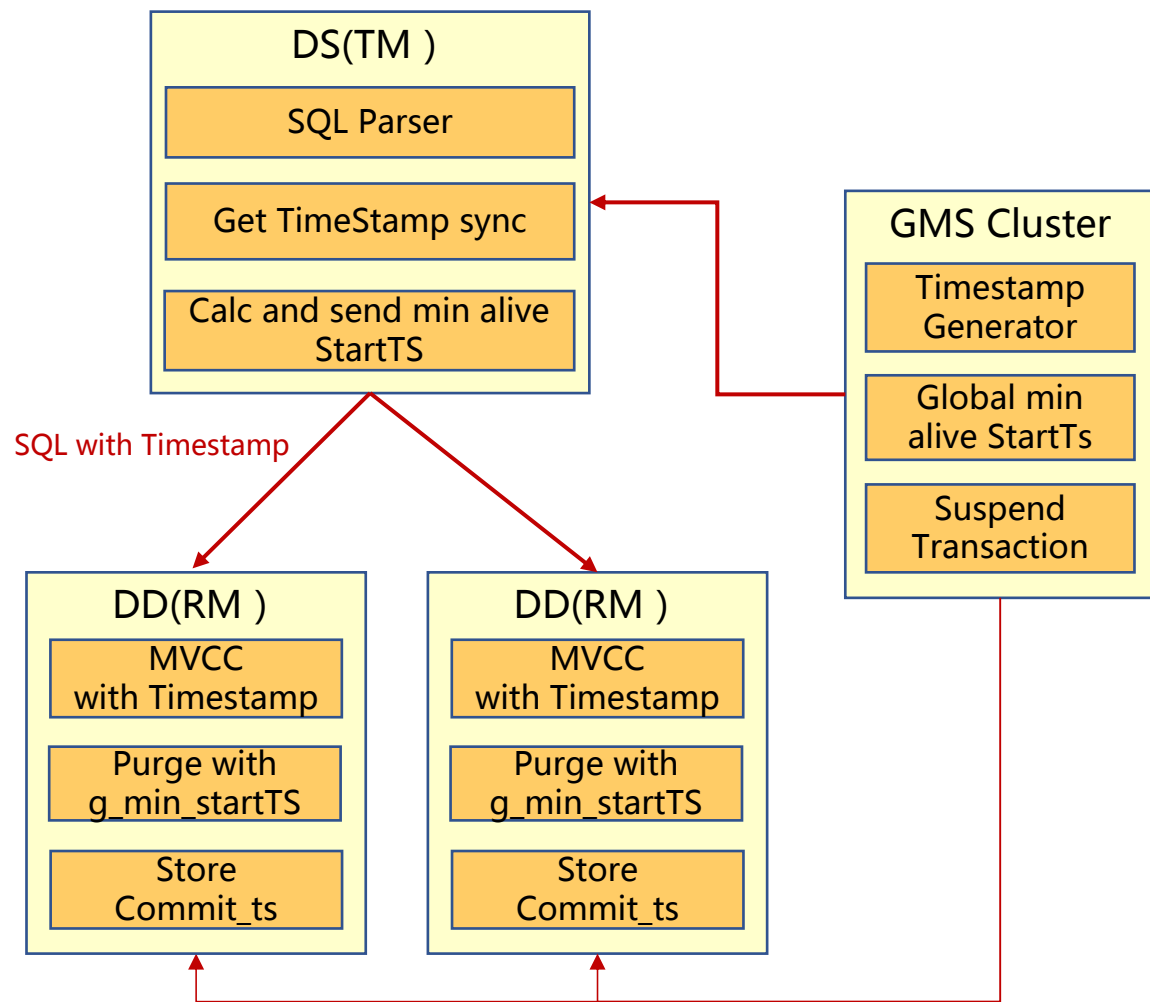 DS(TM )
SQL Parser
Get TimeStamp sync
Calc and send min alive
StartTS
GMS Cluster
Timestamp
Generator
Global min
alive StartTs
Suspend
Transaction
SQL with Timestamp
DD(RM )
MVCC
with Timestamp
Purge with
g_min_startTS
Store
Commit_ts
DD(RM )
MVCC
with Timestamp
Purge with
g_min_startTS
Store
Commit_ts